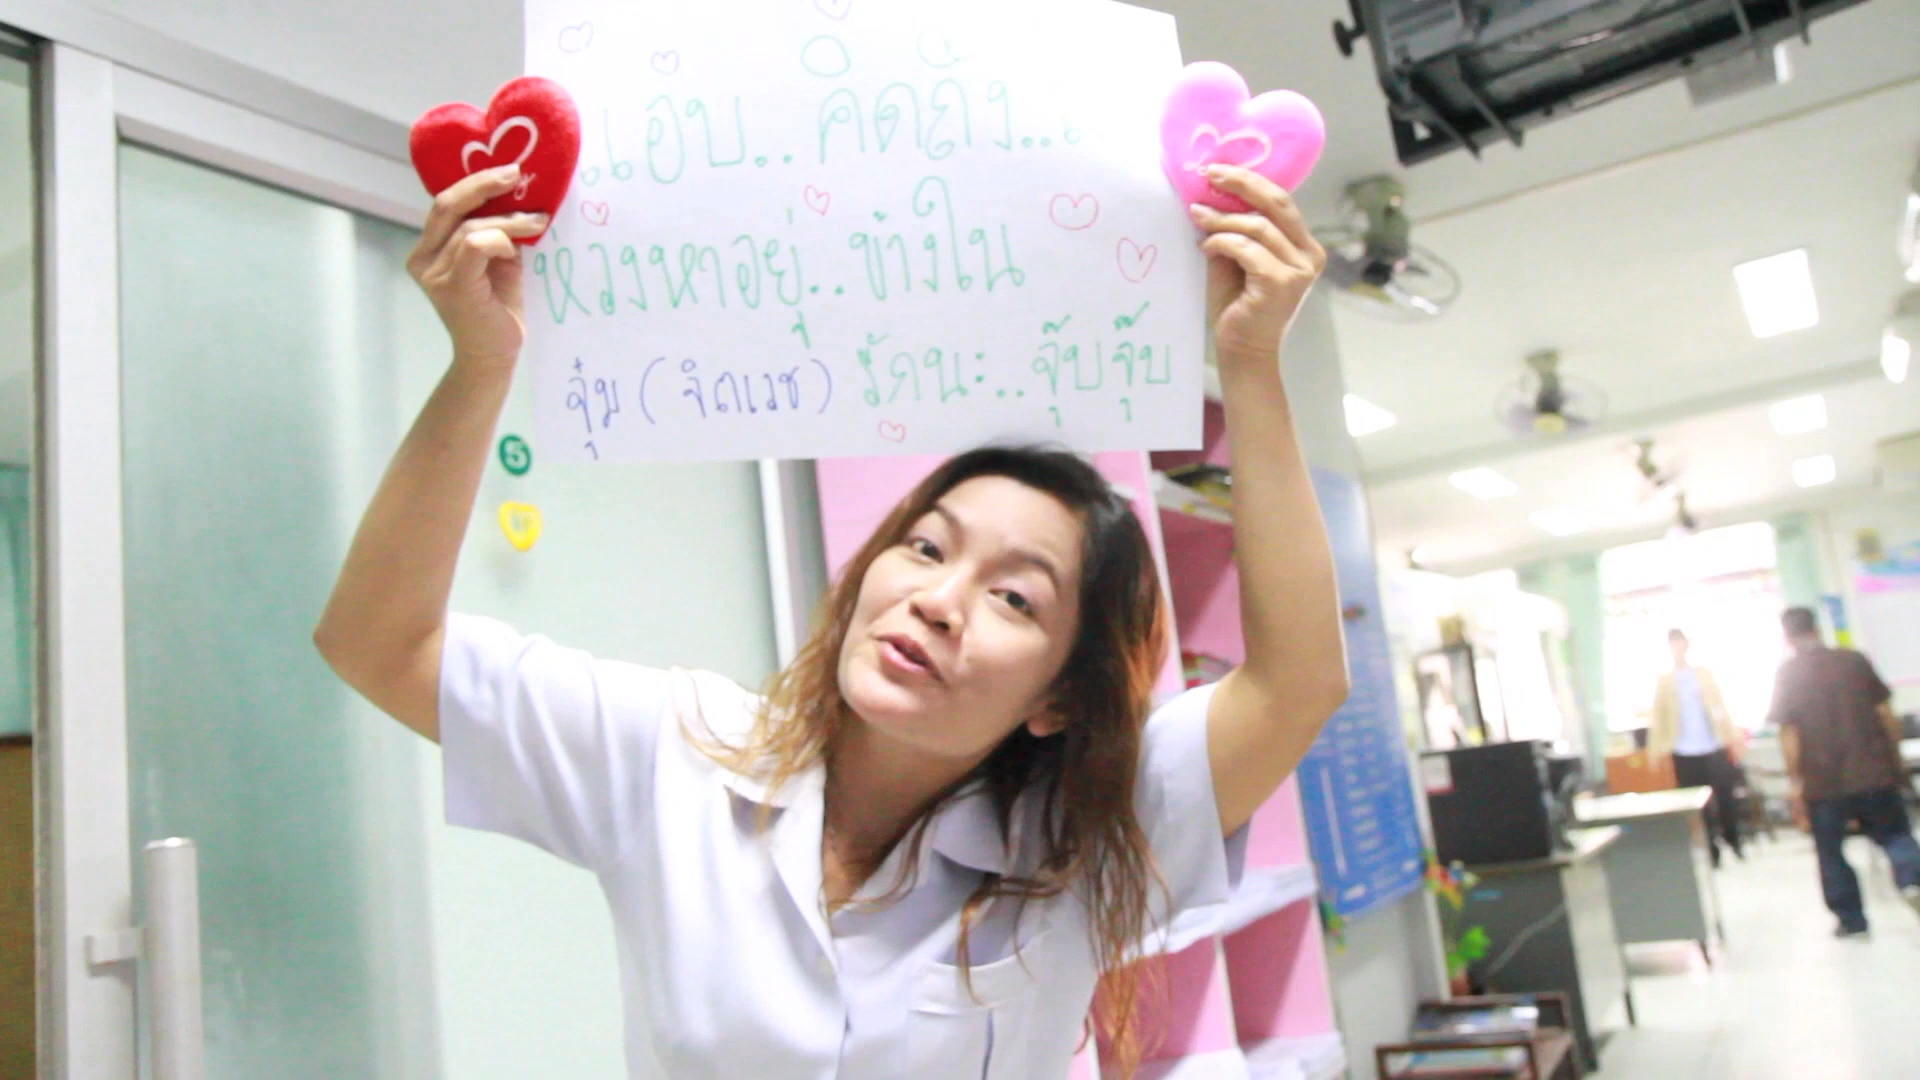 ..แอบ..คิดถึง...
ห่วงหาอยู่..ข้างใน
จุ๋ม (จิตเวช) รักนะ..จุ๊บจุ๊บ
5